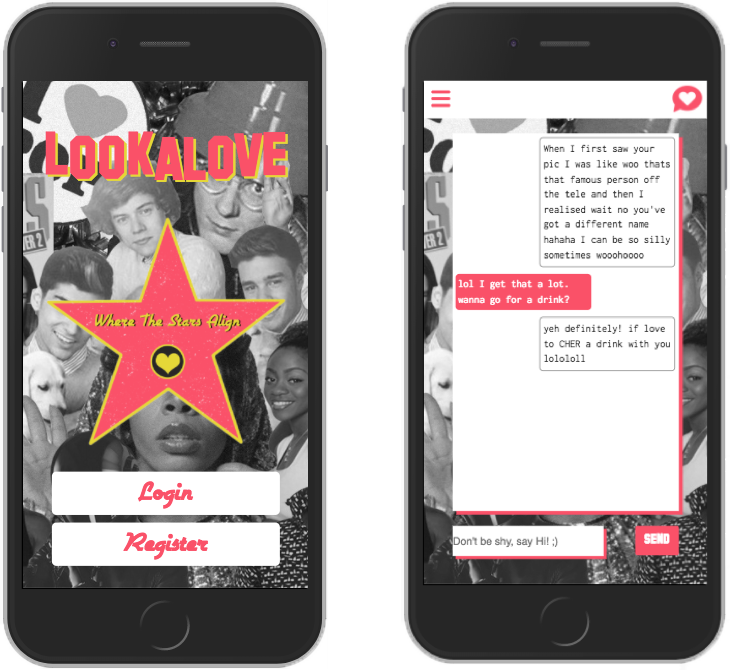 LOOKALOVE
Where The Stars Align
Login
Register
When I first saw your
pic I was like woo thats
that famous person off
the tele and then I
realised wait no you've
got a different name
hahaha I can be so silly
sometimes wooohoooo
lol I get that a lot.
wanna go for a drink?
yeh definitely! if love
to CHER a drink with you
lolololl
Don't be shy, say Hi! ;)
SEND